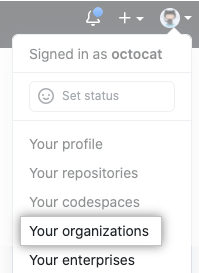 Signed in as octocat
Set status
Your profile
Your repositories
Your codespaces
Your organizations
Your enterprises